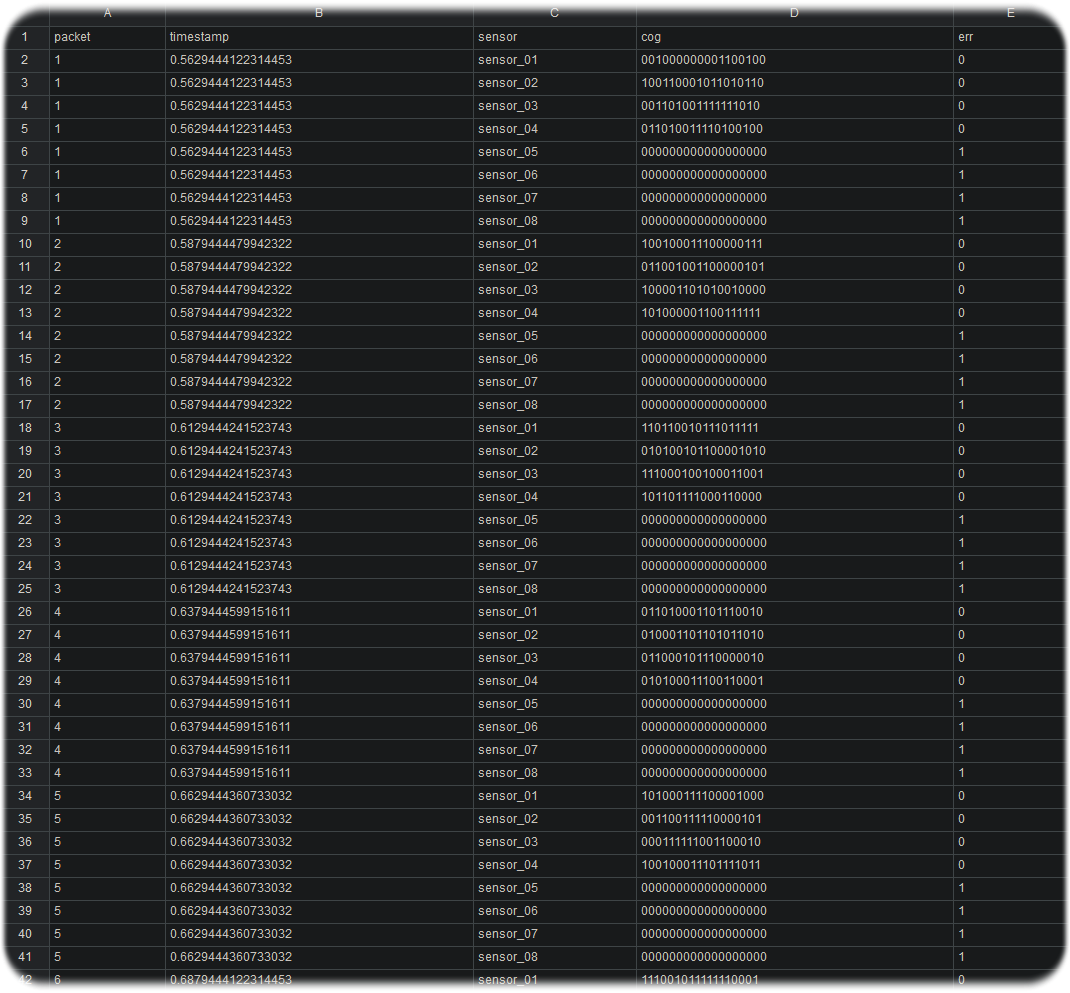 A B C D E
1 packet timestamp sensor cog err
2 1 0.5629444122314453 sensor_01 001000000001100100 0
3 1 0.5629444122314453 sensor_02 100110001011010110 0
4 1 0.5629444122314453 sensor_03 001101001111111010 0
5 1 0.5629444122314453 sensor_04 011010011110100100 0
6 1 0.5629444122314453 sensor_05 000000000000000000 1
7 1 0.5629444122314453 sensor_06 000000000000000000 1
8 1 0.5629444122314453 sensor_07 000000000000000000 1
9 1 0.5629444122314453 sensor_08 000000000000000000 1
10 2 0.5879444479942322 sensor_01 100100011100000111 0
11 2 0.5879444479942322 sensor_02 011001001100000101 0
12 2 0.5879444479942322 sensor_03 100001101010010000 0
13 2 0.5879444479942322 sensor_04 101000001100111111 0
14 2 0.5879444479942322 sensor_05 000000000000000000 1
15 2 0.5879444479942322 sensor_06 000000000000000000 1
16 2 0.5879444479942322 sensor_07 000000000000000000 1
17 2 0.5879444479942322 sensor_08 000000000000000000 1
18 3 0.6129444241523743 sensor_01 110110010111011111 0
19 3 0.6129444241523743 sensor_02 010100101100001010 0
20 3 0.6129444241523743 sensor_03 111000100100011001 0
21 3 0.6129444241523743 sensor_04 101101111000110000 0
22 3 0.6129444241523743 sensor_05 000000000000000000 1
23 3 0.6129444241523743 sensor_06 000000000000000000 1
24 3 0.6129444241523743 sensor_07 000000000000000000 1
25 3 0.6129444241523743 sensor_08 000000000000000000 1
26 4 0.6379444599151611 sensor_01 011010001101110010 0
27 4 0.6379444599151611 sensor_02 010001101101011010 0
28 4 0.6379444599151611 sensor_03 011000101110000010 0
29 4 0.6379444599151611 sensor_04 010100011100110001 0
30 4 0.6379444599151611 sensor_05 000000000000000000 1
31 4 0.6379444599151611 sensor_06 000000000000000000 1
32 4 0.6379444599151611 sensor_07 000000000000000000 1
33 4 0.6379444599151611 sensor_08 000000000000000000 1
34 5 0.6629444360733032 sensor_01 101000111100001000 0
35 5 0.6629444360733032 sensor_02 001100111110000101 0
36 5 0.6629444360733032 sensor_03 000111111001100010 0
37 5 0.6629444360733032 sensor_04 100100011101111011 0
38 5 0.6629444360733032 sensor_05 000000000000000000 1
39 5 0.6629444360733032 sensor_06 000000000000000000 1
40 5 0.6629444360733032 sensor_07 000000000000000000 1
41 5 0.6629444360733032 sensor_08 000000000000000000 1
42 6 0.6879444122314453 sensor_01 111001011111110001 0